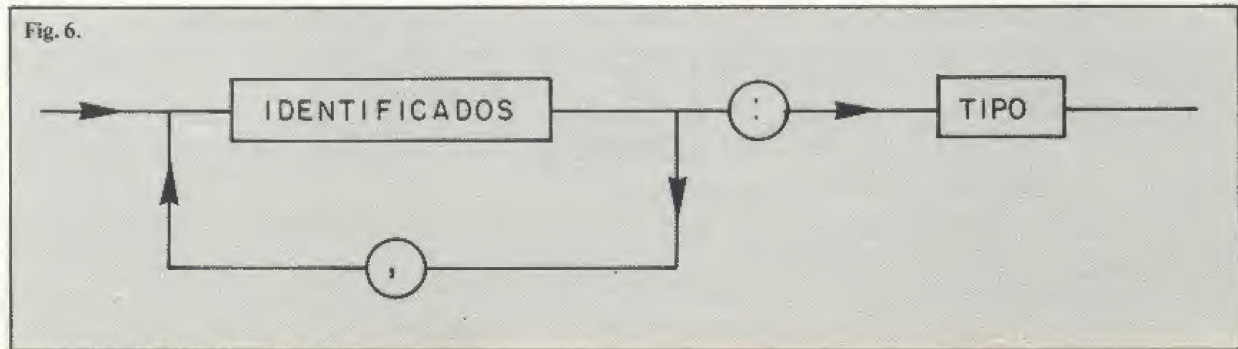 Fig. 6.
IDENTIFICADOS : TIPO
,